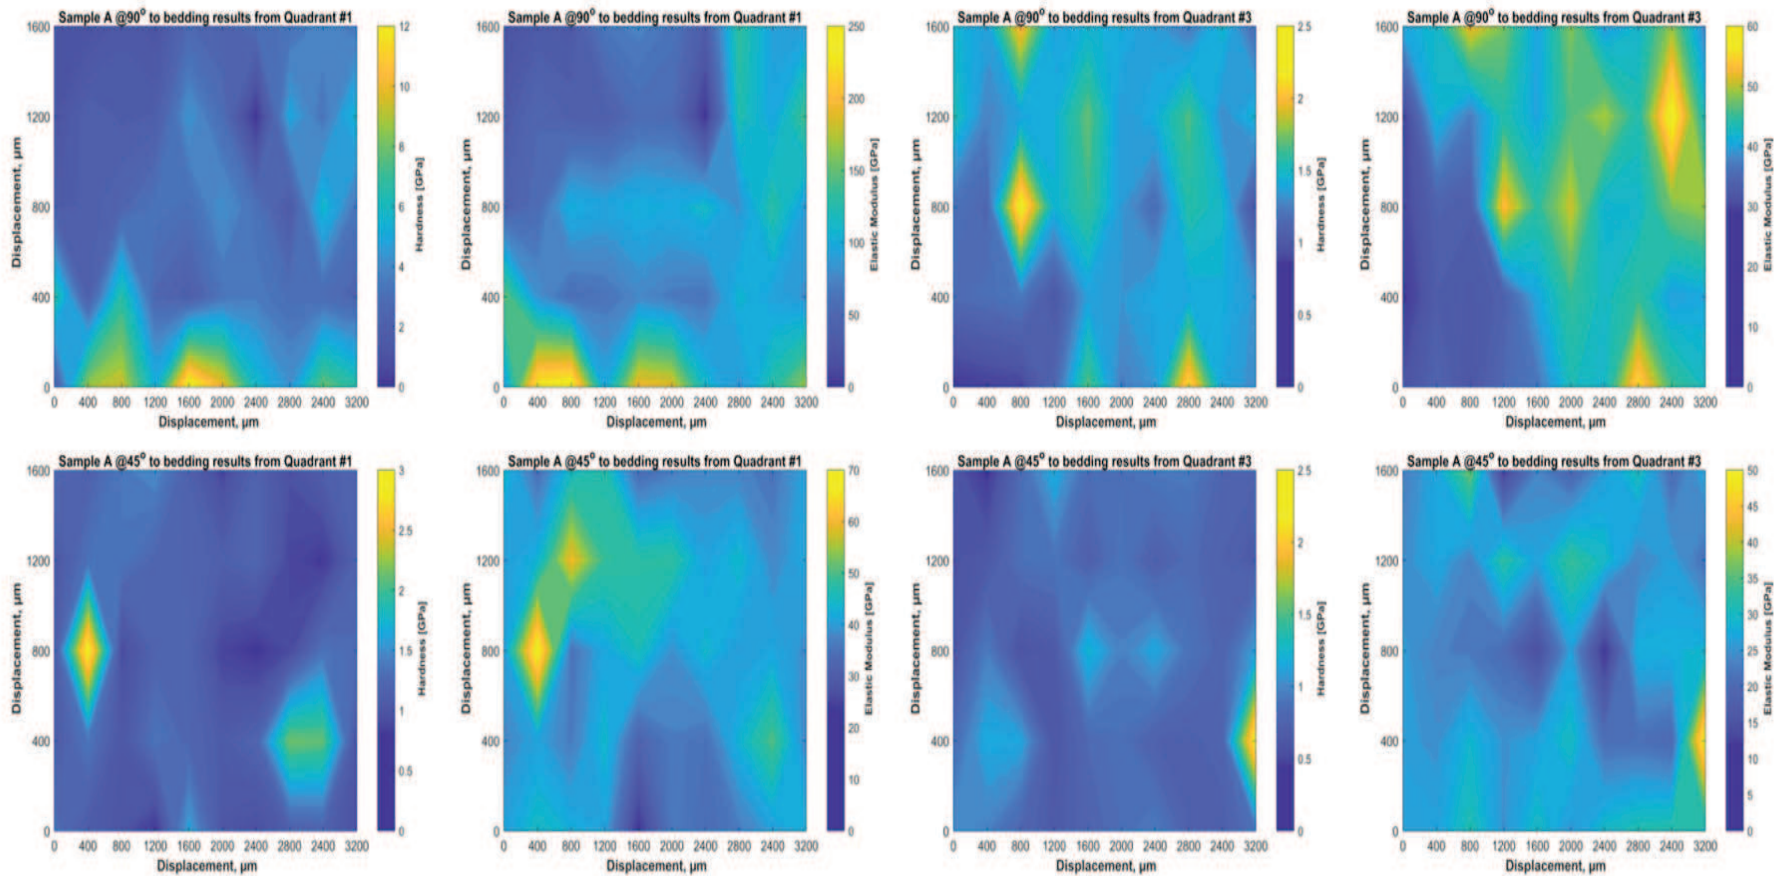 Sample A @90° to bedding results from Quadrant #1
1600
1200
800
400
0
Displacement, µm
0 400 800 1200 1600 2000 2400 2800 2400 3200
Displacement, µm
12
10
8
6
4
2
0
Hardness [GPa]
Sample A @90° to bedding results from Quadrant #1
1600
1200
800
400
0
Displacement, µm
0 400 800 1200 1600 2000 2400 2800 2400 3200
Displacement, µm
250
200
150
100
50
0
Elastic Modulus [GPa]
Sample A @90° to bedding results from Quadrant #3
1600
1200
800
400
0
Displacement, µm
0 400 800 1200 1600 2000 2400 2800 2400 3200
Displacement, µm
2.5
2
1.5
1
0.5
0
Hardness [GPa]
Sample A @90° to bedding results from Quadrant #3
1600
1200
800
400
0
Displacement, µm
0 400 800 1200 1600 2000 2400 2800 2400 3200
Displacement, µm
60
50
40
30
20
10
0
Elastic Modulus [GPa]
Sample A @45° to bedding results from Quadrant #1
1600
1200
800
400
0
Displacement, µm
0 400 800 1200 1600 2000 2400 2800 2400 3200
Displacement, µm
3
2.5
2
1.5
1
0.5
0
Hardness [GPa]
Sample A @45° to bedding results from Quadrant #1
1600
1200
800
400
0
Displacement, µm
0 400 800 1200 1600 2000 2400 2800 2400 3200
Displacement, µm
70
60
50
40
30
20
10
0
Elastic Modulus [GPa]
Sample A @45° to bedding results from Quadrant #3
1600
1200
800
400
0
Displacement, µm
0 400 800 1200 1600 2000 2400 2800 2400 3200
Displacement, µm
2.5
2
1.5
1
0.5
0
Hardness [GPa]
Sample A @45° to bedding results from Quadrant #3
1600
1200
800
400
0
Displacement, µm
0 400 800 1200 1600 2000 2400 2800 2400 3200
Displacement, µm
50
45
40
35
30
25
20
15
10
5
0
Elastic Modulus [GPa]